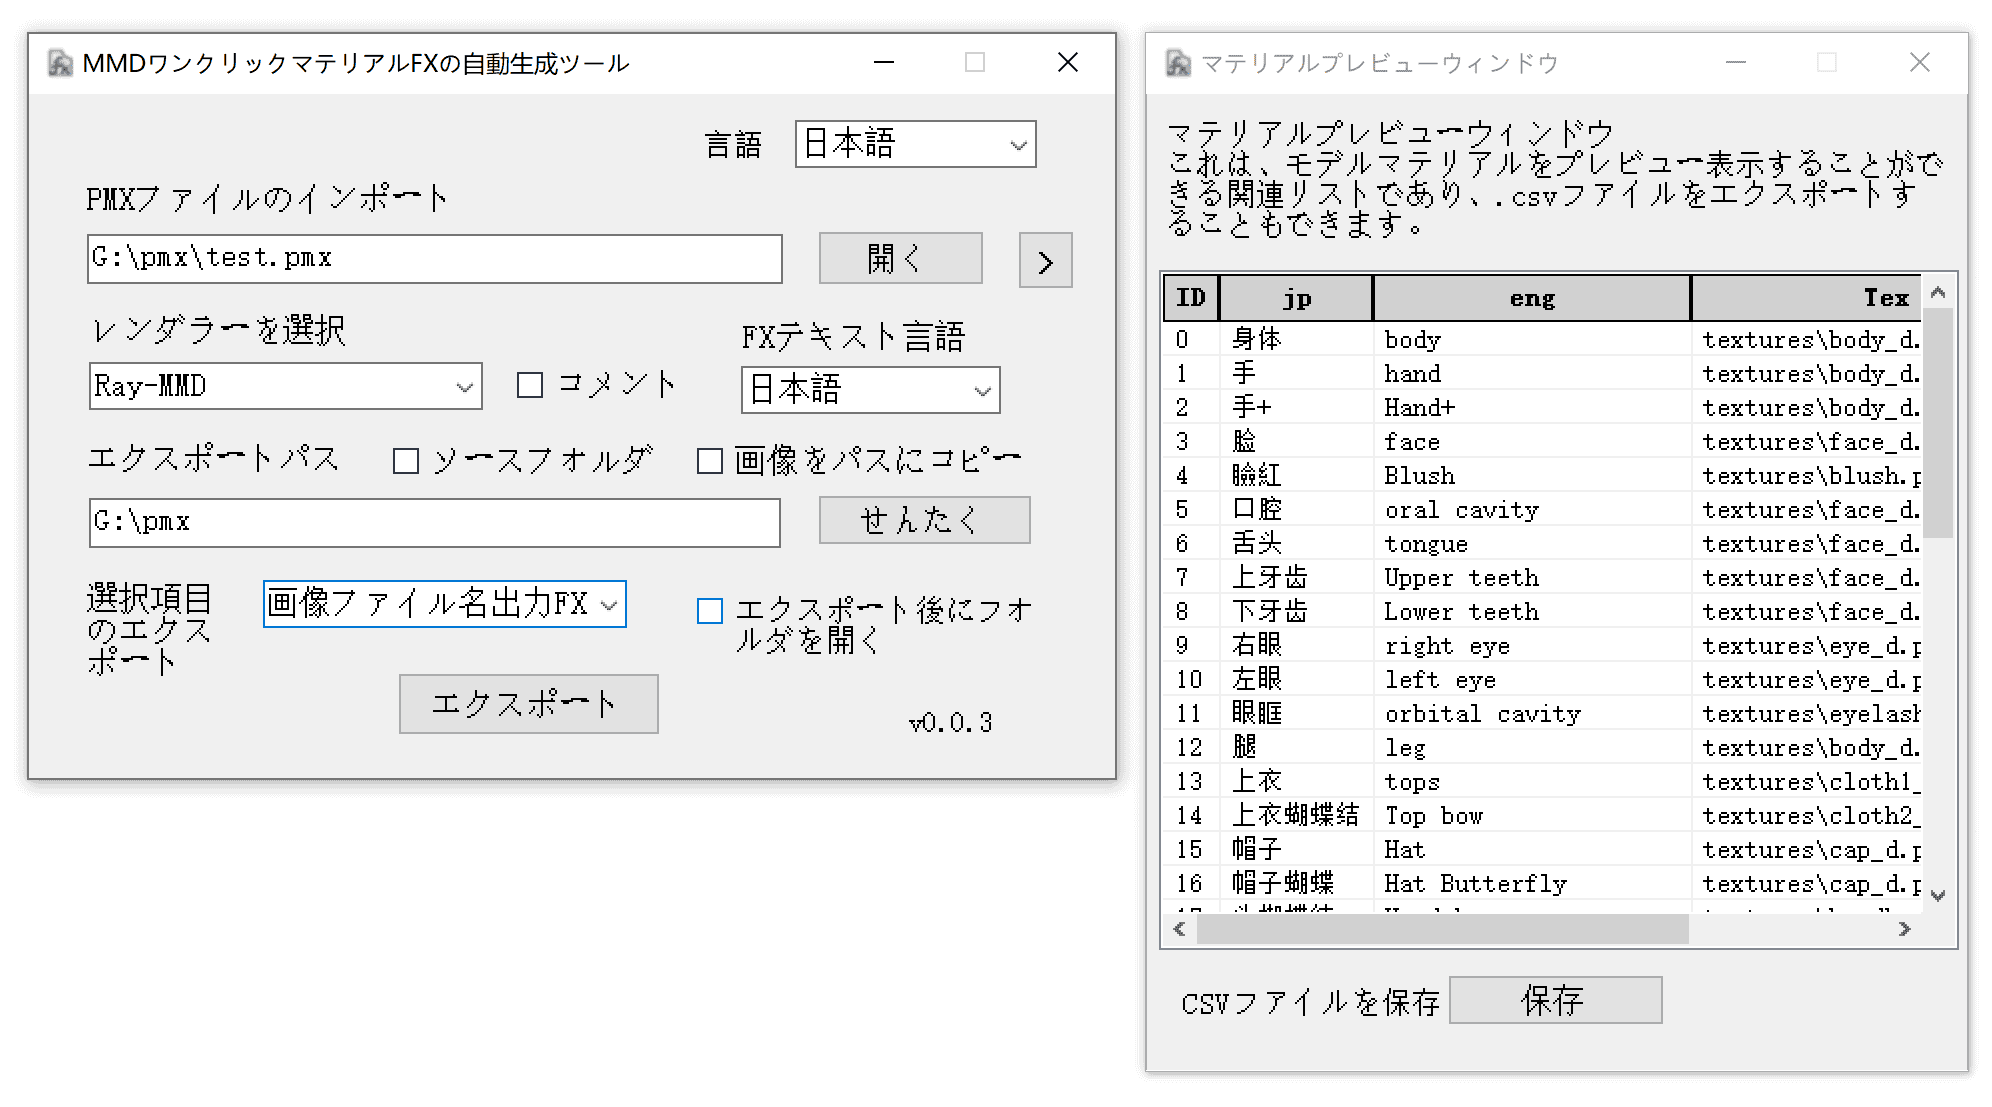 MMDワンクリックマテリアルFXの自動生成ツール
言語 日本語
PMXファイルのインポート
G:\pmx\test.pmx 開く >
レンダラーを選択
FXテキスト言語
Ray-MMD コメント 日本語
エクスポートパス ソースフォルダ 画像をパスにコピー
G:\pmx せんたく
選択項目
のエクス
ポート
画像ファイル名出力FX
エクスポート後にフォ
ルダを開く
エクスポート
v0.0.3
マテリアルプレビューウィンドウ
マテリアルプレビューウィンドウ
これは、モデルマテリアルをプレビュー表示することがで
きる関連リストであり、.csvファイルをエクスポートす
ることもできます。
ID jp eng Tex
0 身体 body textures\body_d.
1 手 hand textures\body_d.
2 手+ Hand+ textures\body_d.
3 脸 face textures\face_d.
4 臉紅 Blush textures\blush.p
5 口腔 oral cavity textures\face_d.
6 舌头 tongue textures\face_d.
7 上牙齿 Upper teeth textures\face_d.
8 下牙齿 Lower teeth textures\face_d.
9 右眼 right eye textures\eye_d.p
10 左眼 left eye textures\eye_d.p
11 眼眶 orbital cavity textures\eyelash
12 腿 leg textures\body_d.
13 上衣 tops textures\cloth1_
14 上衣蝴蝶结 Top bow textures\cloth2_
15 帽子 Hat textures\cap_d.p
16 帽子蝴蝶 Hat Butterfly textures\cap_d.p
CSVファイルを保存 保存